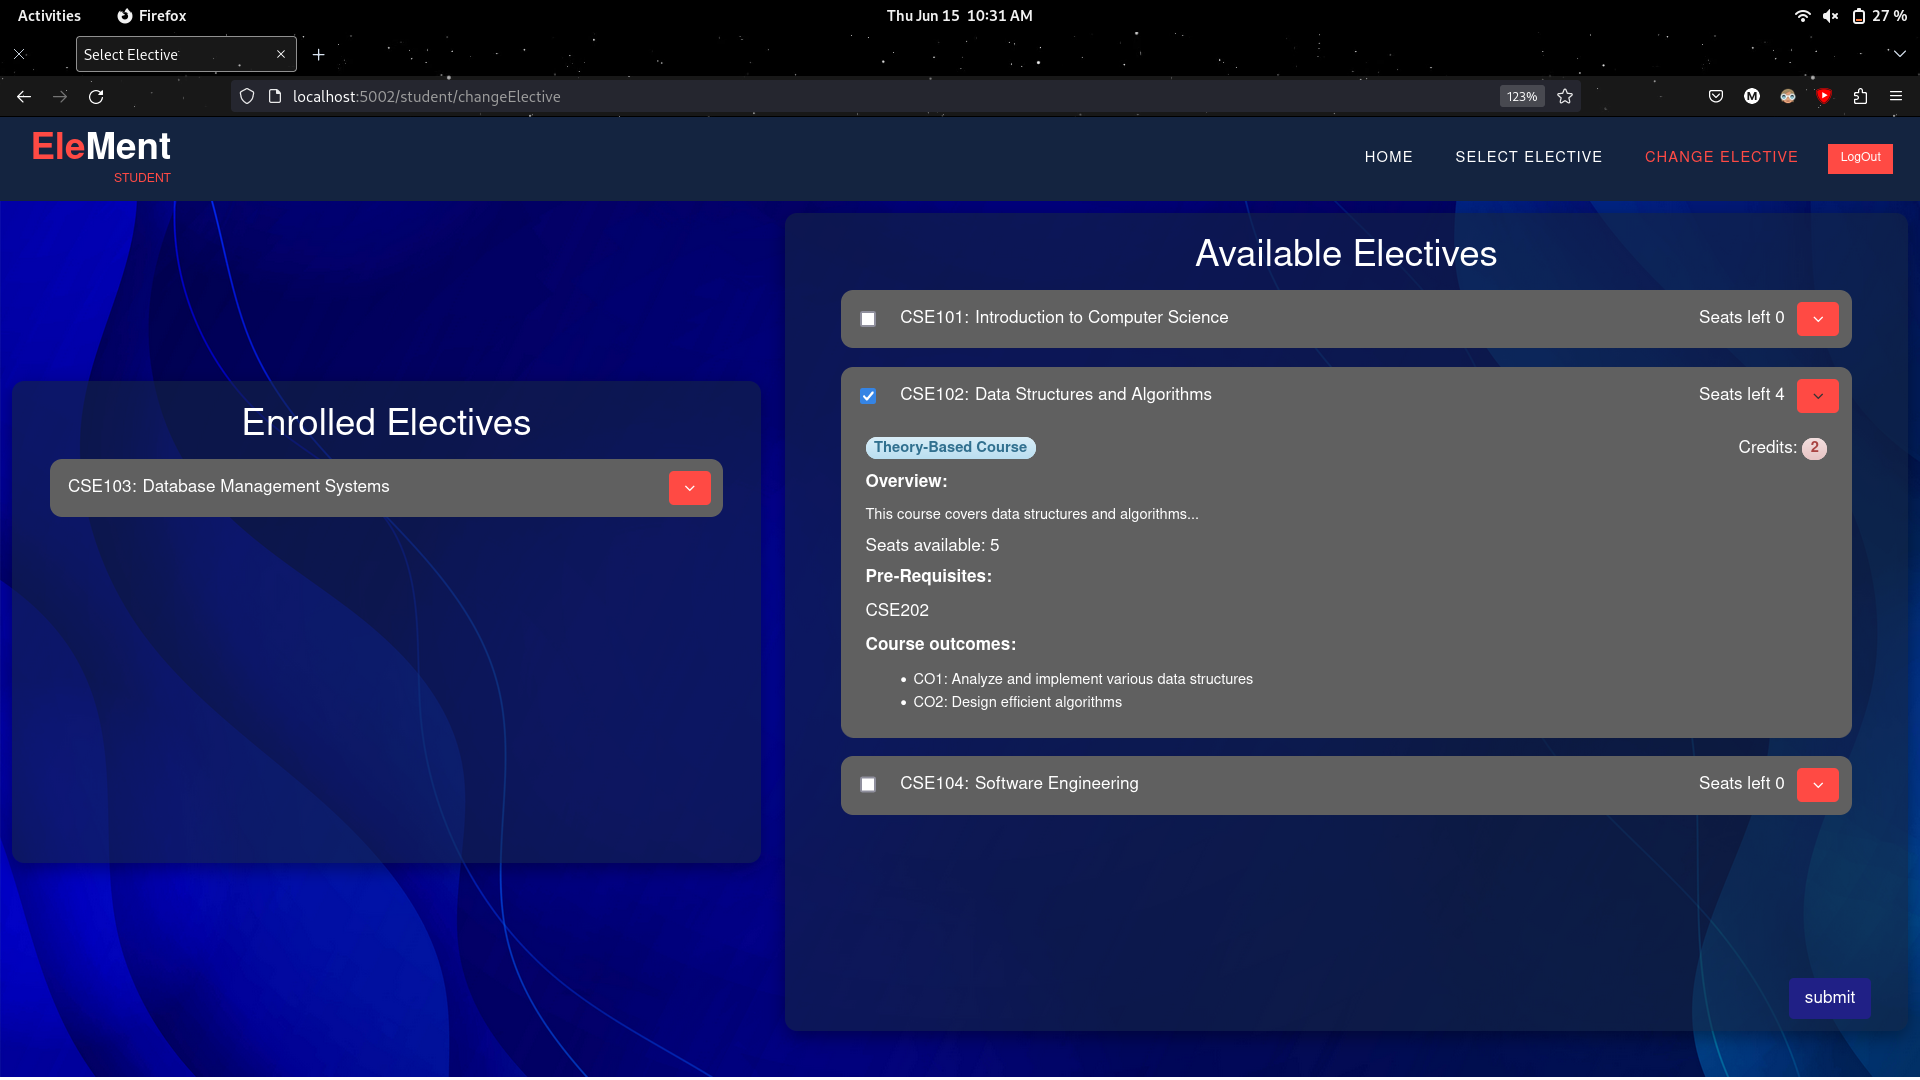 Activities Firefox Thu Jun 15 10:31 AM 27 %
Select Elective
localhost:5002/student/changeElective 123% M
EleMent
STUDENT
HOME SELECT ELECTIVE CHANGE ELECTIVE LogOut
Enrolled Electives
CSE103: Database Management Systems
Available Electives
CSE101: Introduction to Computer Science Seats left 0
CSE102: Data Structures and Algorithms Seats left 4
Theory-Based Course Credits: 2
Overview:
This course covers data structures and algorithms...
Seats available: 5
Pre-Requisites:
CSE202
Course outcomes:
• CO1: Analyze and implement various data structures
• CO2: Design efficient algorithms
CSE104: Software Engineering Seats left 0
submit